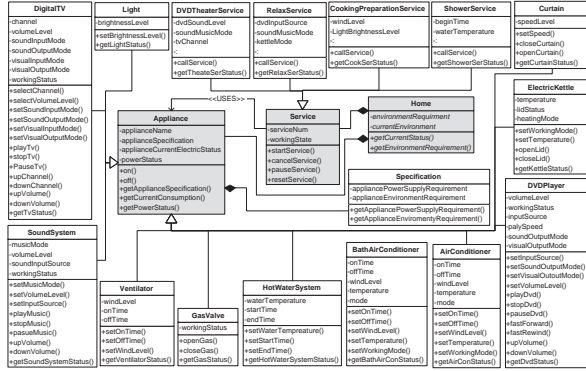 DigitalTV
-channel
-volumeLevel
-soundInputMode
-soundOutputMode
-visualInputMode
-visualOutputMode
-workingStatus
+selectChannel()
+selectVolumeLevel()
+setSoundInputMode()
+setSoundOutputMode()
+setVisualInputMode()
+setVisualOutputMode()
+playTv()
+stopTv()
+PauseTv()
+upChannel()
+downChannel()
+upVolume()
+downVolume()
+getTvStatus()
Light
-brightnessLevel
+setBrightnessLevel()
+getLightStatus()
DVDTheaterService
-dvdSoundLevel
-soundMusicMode
-tvChannel
-:
+callService()
+getTheateSerStatus()
RelaxService
-dvdInputSource
-soundMusicMode
-kettleMode
-:
+callService()
+getRelaxSerStatus()
CookingPreparationService
-windLevel
-LightBrightnessLevel
-:
+callService()
+getCookSerStatus()
ShowerService
-beginTime
-waterTemperature
-:
+callService()
+getShowerSerStatus()
Curtain
-speedLevel
+setSpeed()
+closeCurtain()
+openCurtain()
+getCurtainStatus()
<<USES>>
Appliance
-applianceName
-applianceSpecification
-applianceCurrentElectricStatus
-powerStatus
+on()
+off()
+getApplianceSpecification()
+getCurrentConsumption()
+getPowerStatus()
Service
-serviceNum
-workingState
+startService()
+cancelService()
+pauseService()
+resetService()
Home
-environmentRequirment
-currentEnvironment
+getCurrentStatus()
+getEnvironmentRequirement()
ElectricKettle
-temperature
-lidStatus
-heatingMode
+setWorkingMode()
+setTemperature()
+openLid()
+closeLid()
+getKettleStatus()
Specification
-appliancePowerSupplyRequirement
-applianceEnvironmentRequirement
+getAppliancePowerSupplyRequirement()
+getApplianceEnviromentyRequirement()
DVDPlayer
-volumeLevel
-workingStatus
-inputSource
-palySpeed
-soundOutputMode
-visualOutputMode
+setInputSource()
+setSoundOutputMode()
+setVisualOutoutMode()
+setVolumeLevel()
+playDvd()
+stopDvd()
+pauseDvd()
+fastForward()
+fastRewind()
+upVolume()
+downVolume()
+getDvdStatus()
SoundSystem
-musicMode
-volumeLevel
-soundInputSource
-workingStatus
+setMusicMode()
+setVolumeLevel()
+setInputSource()
+playMusic()
+stopMusic()
+pasueMusic()
+upVolume()
+downVolume()
+getSoundSystemStatus()
Ventilator
-windLevel
-onTime
-offTime
+setOnTime()
+setOffTime()
+setWindLevel()
+getVentilatorStatus()
GasValve
-workingStatus
+openGas()
+closeGas()
+getGasStatus()
HotWaterSystem
-waterTemperature
-startTime
-endTime
+setWaterTempreature()
+setStartTime()
+setEndTime()
+getHotWaterSystemStatus()
BathAirConditioner
-onTime
-offTime
-windLevel
-temperature
-mode
+setOnTime()
+setOffTime()
+setWindLevel()
+setTemperature()
+setWorkingMode()
+getBathAirConStatus()
AirConditioner
-onTime
-offTime
-windLevel
-temperature
-mode
+setOnTime()
+setOffTime()
+setWindLevel()
+setTemperature()
+setWorkingMode()
+getAirConStatus()